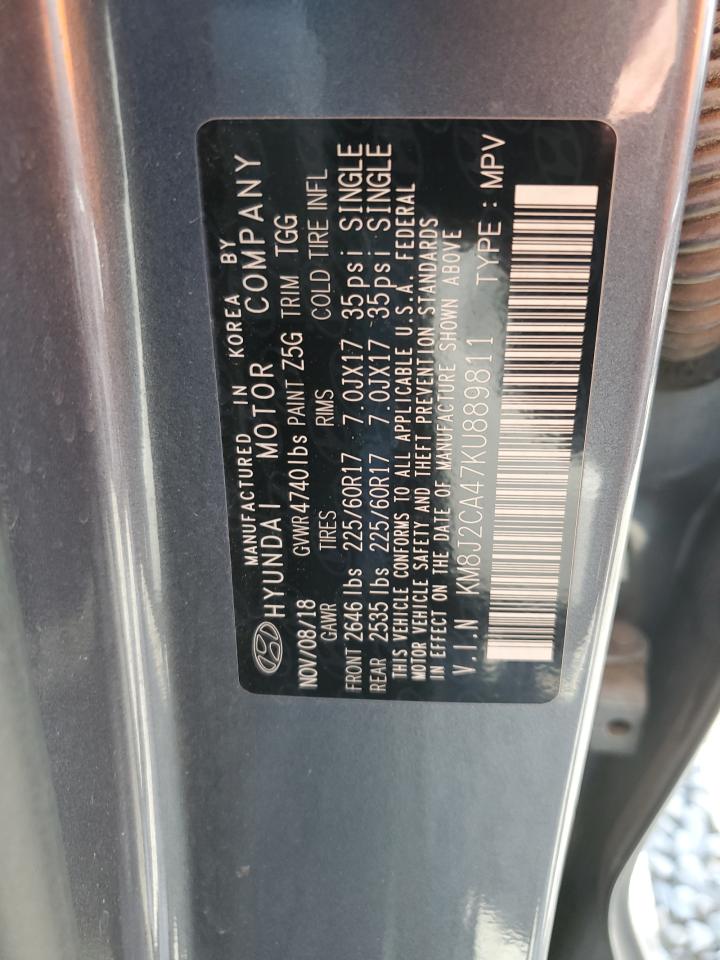 MANUFACTURED IN KOREA BY
HYUNDAI MOTOR COMPANY
NOV/08/18 GVWR4740lbs PAINT Z5G TRIM TGG
GAWR TIRES RIMS COLD TIRE INFL
FRONT 2646 lbs 225/60R17 7.0JX17 35psi SINGLE
REAR 2535 lbs 225/60R17 7.0JX17 35psi SINGLE
THIS VEHICLE CONFORMS TO ALL APPLICABLE U.S.A. FEDERAL
MOTOR VEHICLE SAFETY AND THEFT PREVENTION STANDARDS
IN EFFECT ON THE DATE OF MANUFACTURE SHOWN ABOVE
V.I.N KM8J2CA47KU889811 TYPE : MPV